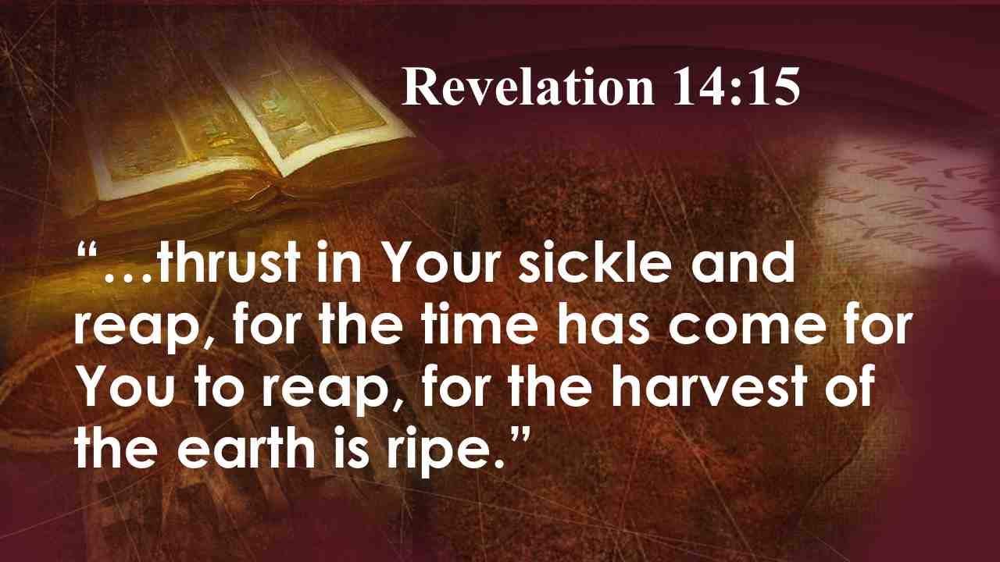 Revelation 14:15
“…thrust in Your sickle and
reap, for the time has come for
You to reap, for the harvest of
the earth is ripe.”